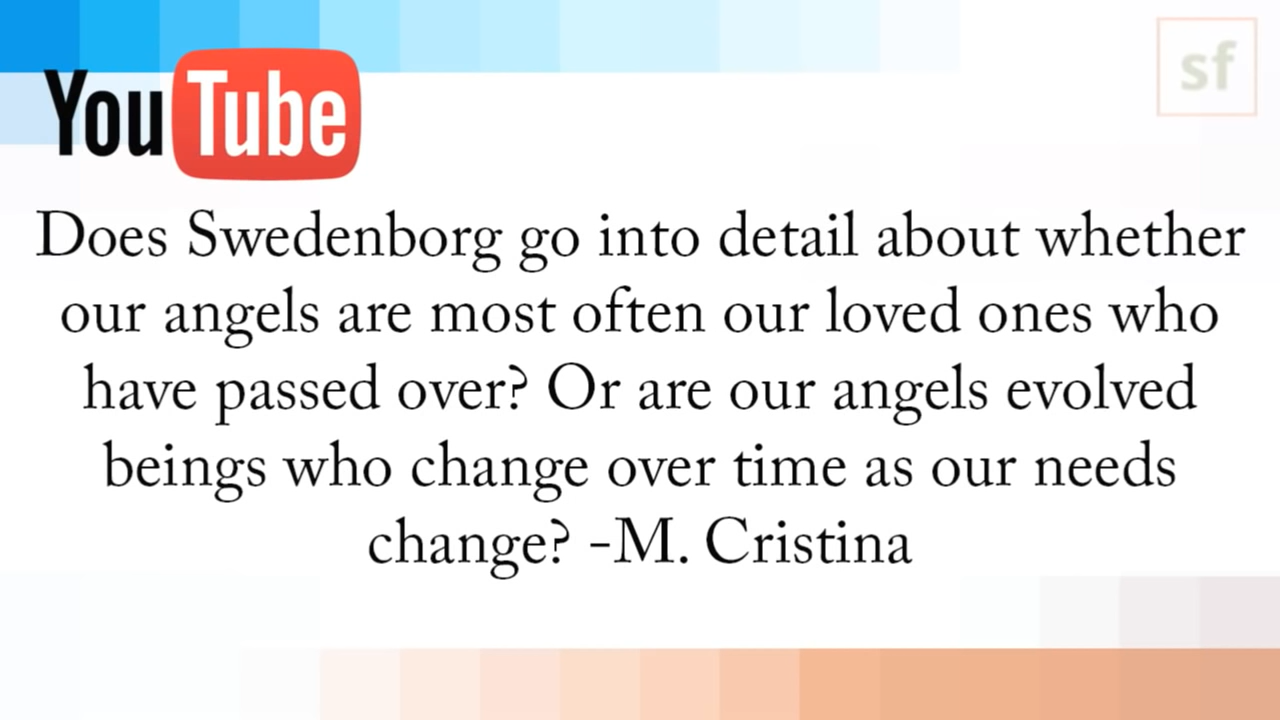 YouTube
sf
Does Swedenborg go into detail about whether
our angels are most often our loved ones who
have passed over? Or are our angels evolved
beings who change over time as our needs
change? -M. Cristina